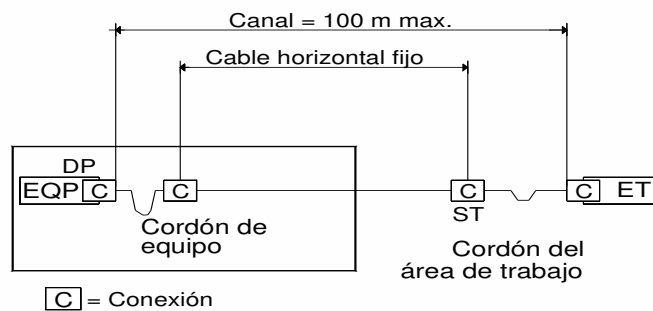 Canal = 100 m max.
Cable horizontal fijo
DP
EQP C C C C ET
ST
Cordón de
equipo
Cordón del
área de trabajo
C = Conexión